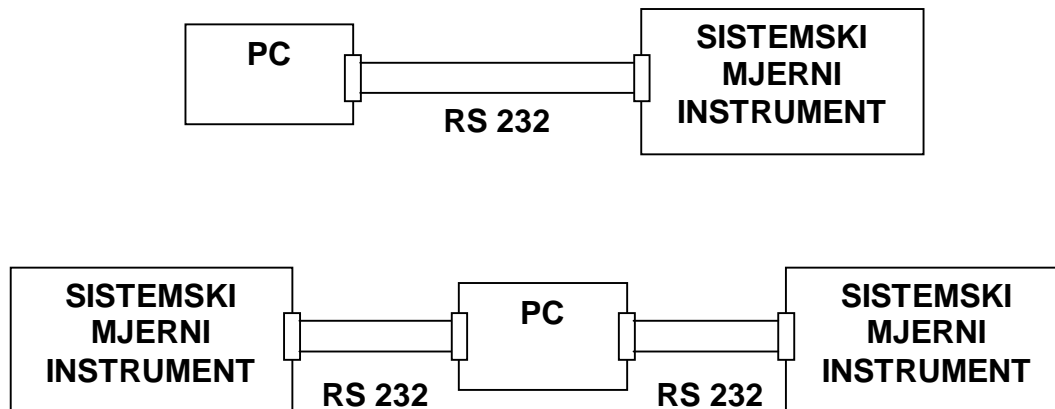 PC
SISTEMSKI
MJERNI
INSTRUMENT
RS 232
SISTEMSKI
MJERNI
INSTRUMENT
RS 232
PC
RS 232
SISTEMSKI
MJERNI
INSTRUMENT